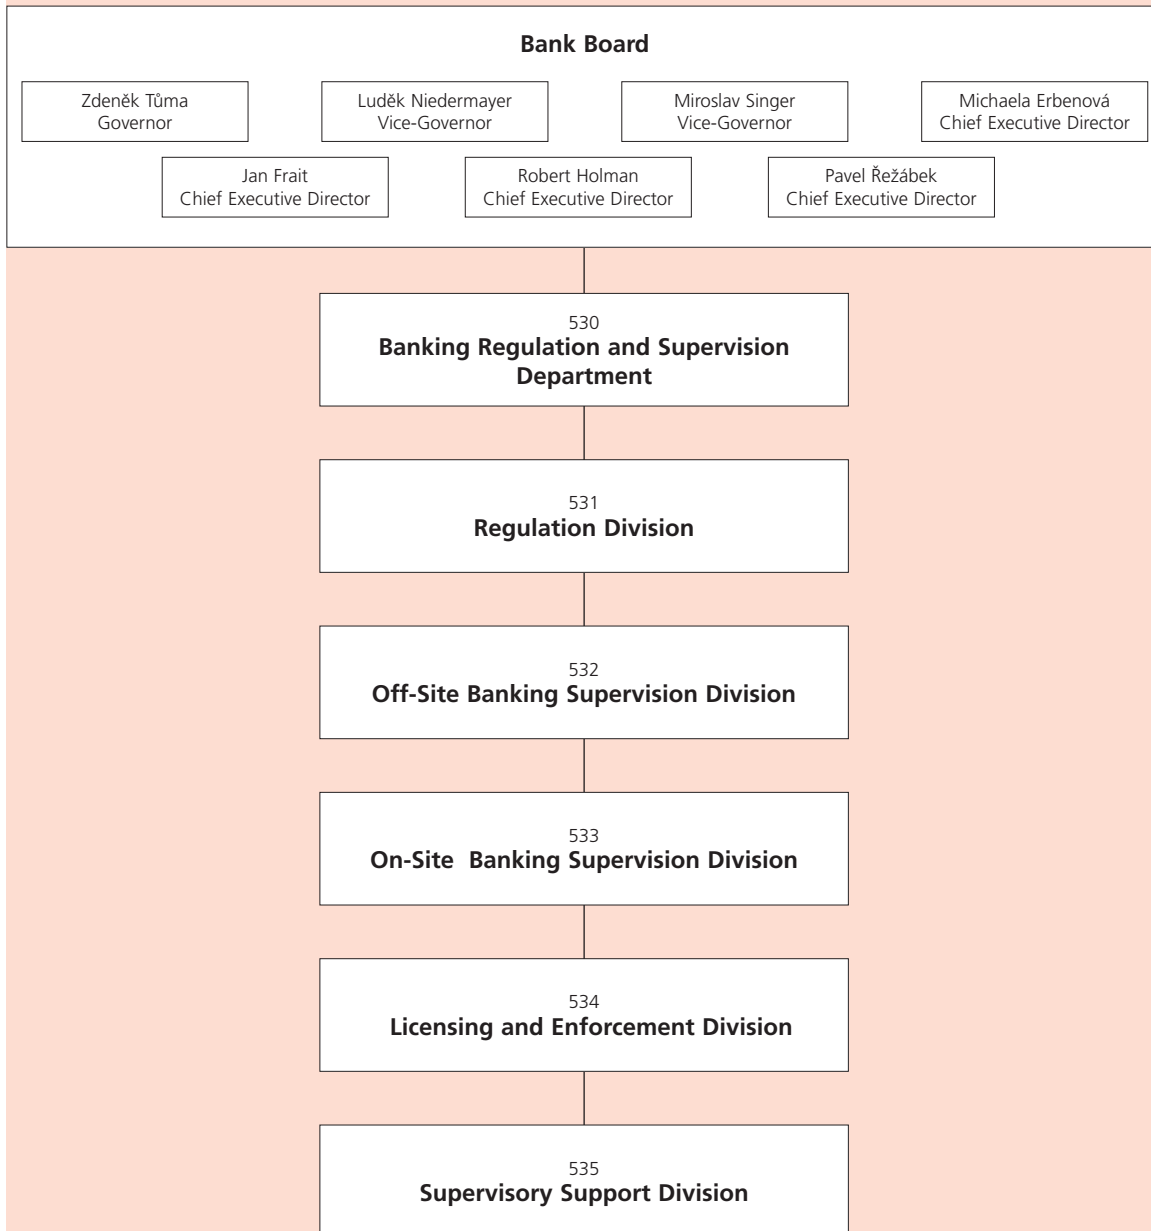 Bank Board
Zdeněk Tůma
Governor
Luděk Niedermayer
Vice-Governor
Miroslav Singer
Vice-Governor
Michaela Erbenová
Chief Executive Director
Jan Frait
Chief Executive Director
Robert Holman
Chief Executive Director
Pavel Řežábek
Chief Executive Director
530
Banking Regulation and Supervision
Department
531
Regulation Division
532
Off-Site Banking Supervision Division
533
On-Site  Banking Supervision Division
534
Licensing and Enforcement Division
535
Supervisory Support Division